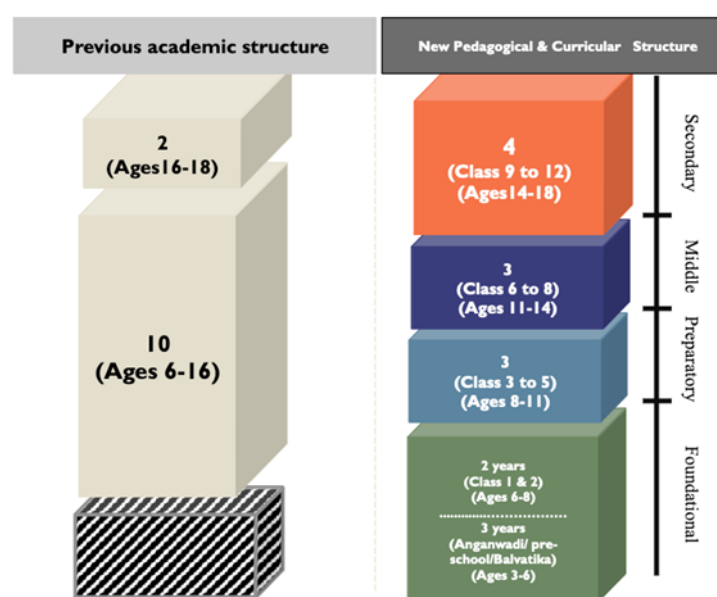 Previous academic structure
New Pedagogical & Curricular Structure
2
(Ages16-18)
10
(Ages 6-16)
4
(Class 9 to 12)
(Ages14-18)
3
(Class 6 to 8)
(Ages 11-14)
3
(Class 3 to 5)
(Ages 8-11)
2 years
(Class 1 & 2)
(Ages 6-8)
3 years
(Anganwadi/ pre-
school/Balvatika)
(Ages 3-6)
Secondary
Middle
Preparatory
Foundational